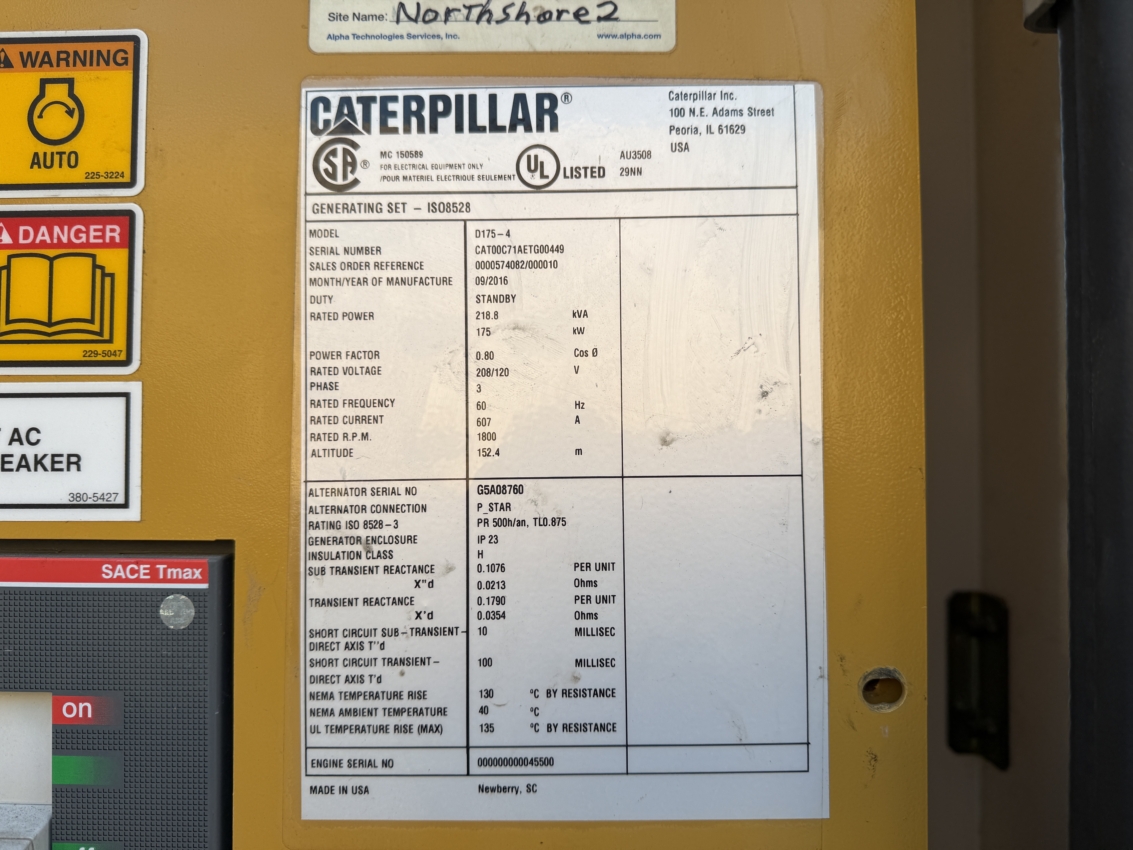 Site Name: Northshore2
Alpha Technologies Services, Inc. www.alpha.com
WARNING
AUTO
225-3224
DANGER
229-5047
AC
EAKER
380-5427
SACE Tmax
on
CATERPILLAR®
Caterpillar Inc.
100 N.E. Adams Street
Peoria, IL 61629
USA
SA ®
MC 150589
FOR ELECTRICAL EQUIPMENT ONLY
/POUR MATERIEL ELECTRIQUE SEULEMENT
UL LISTED
AU3508
29NN
GENERATING SET – ISO8528
MODEL D175-4
SERIAL NUMBER CAT00C71AETG00449
SALES ORDER REFERENCE 0000574082/000010
MONTH/YEAR OF MANUFACTURE 09/2016
DUTY STANDBY
RATED POWER 218.8 kVA
175 kW
POWER FACTOR 0.80 Cos Ø
RATED VOLTAGE 208/120 V
PHASE 3
RATED FREQUENCY 60 Hz
RATED CURRENT 607 A
RATED R.P.M. 1800
ALTITUDE 152.4 m
ALTERNATOR SERIAL NO G5A08760
ALTERNATOR CONNECTION P_STAR
RATING ISO 8528-3 PR 500h/an, TL0.875
GENERATOR ENCLOSURE IP 23
INSULATION CLASS H
SUB TRANSIENT REACTANCE 0.1076 PER UNIT
X"d 0.0213 Ohms
TRANSIENT REACTANCE 0.1790 PER UNIT
X'd 0.0354 Ohms
SHORT CIRCUIT SUB-TRANSIENT- 10 MILLISEC
DIRECT AXIS T''d
SHORT CIRCUIT TRANSIENT- 100 MILLISEC
DIRECT AXIS T'd
NEMA TEMPERATURE RISE 130 ºC BY RESISTANCE
NEMA AMBIENT TEMPERATURE 40 ºC
UL TEMPERATURE RISE (MAX) 135 ºC BY RESISTANCE
ENGINE SERIAL NO 000000000045500
MADE IN USA Newberry, SC